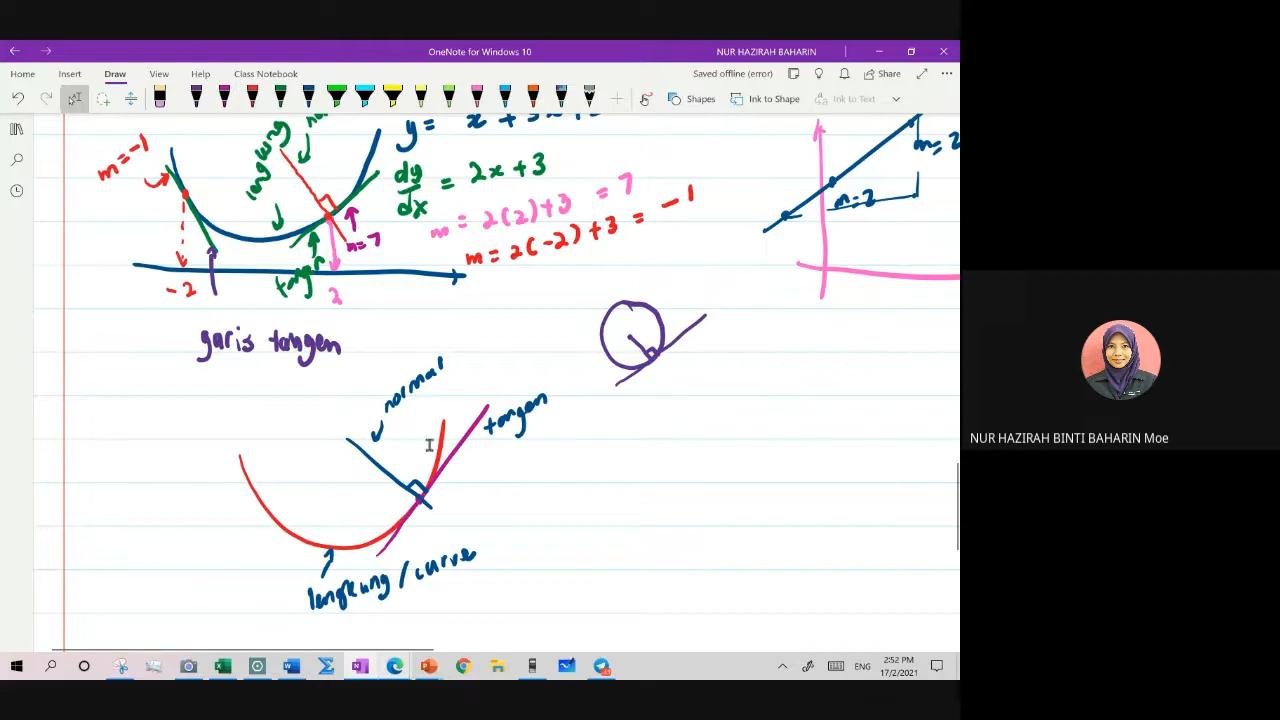 OneNote for Windows 10
NUR HAZIRAH BAHARIN
Home Insert Draw View Help Class Notebook
Saved offline (error)
Share
Shapes
Ink to Shape
Ink to Text
y =
m = -1
lengkung
dy/dx = 2x + 3
m = 2(2) + 3 = 7
m = 2(-2) + 3 = -1
m = 7
-2
2
m = 2
m = 2
garis tangen
normal
tangen
lengkung / curve
NUR HAZIRAH BINTI BAHARIN Moe
ENG
2:52 PM
17/2/2021